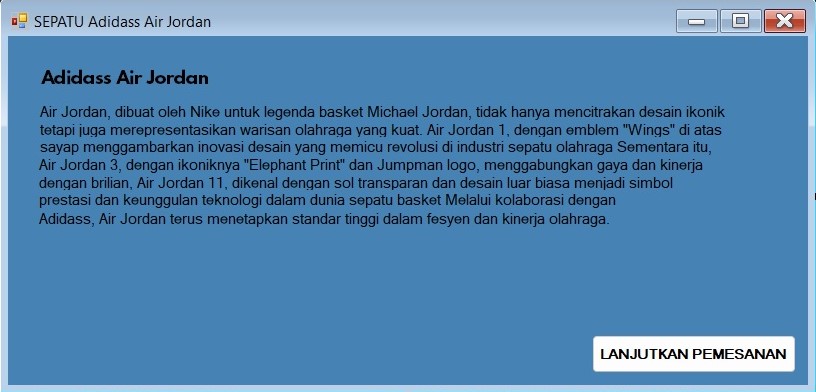 SEPATU Adidass Air Jordan
Adidass Air Jordan
Air Jordan, dibuat oleh Nike untuk legenda basket Michael Jordan, tidak hanya mencitrakan desain ikonik
tetapi juga merepresentasikan warisan olahraga yang kuat. Air Jordan 1, dengan emblem "Wings" di atas
sayap menggambarkan inovasi desain yang memicu revolusi di industri sepatu olahraga Sementara itu,
Air Jordan 3, dengan ikoniknya "Elephant Print" dan Jumpman logo, menggabungkan gaya dan kinerja
dengan brilian, Air Jordan 11, dikenal dengan sol transparan dan desain luar biasa menjadi simbol
prestasi dan keunggulan teknologi dalam dunia sepatu basket Melalui kolaborasi dengan
Adidass, Air Jordan terus menetapkan standar tinggi dalam fesyen dan kinerja olahraga.
LANJUTKAN PEMESANAN